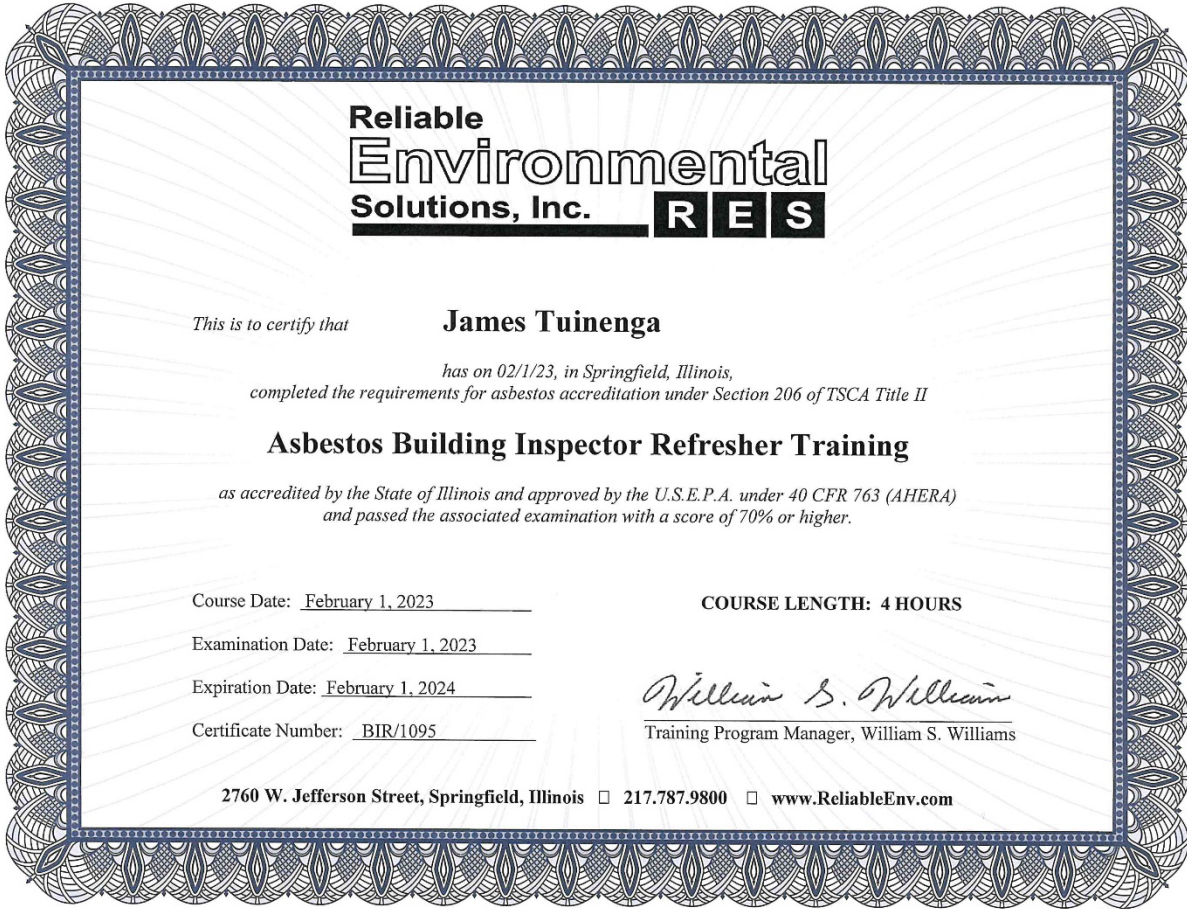 Reliable
Environmental
Solutions, Inc. RES
This is to certify that James Tuinenga
has on 02/1/23, in Springfield, Illinois,
completed the requirements for asbestos accreditation under Section 206 of TSCA Title II
Asbestos Building Inspector Refresher Training
as accredited by the State of Illinois and approved by the U.S.E.P.A. under 40 CFR 763 (AHERA)
and passed the associated examination with a score of 70% or higher.
Course Date: February 1, 2023
COURSE LENGTH: 4 HOURS
Examination Date: February 1, 2023
Expiration Date: February 1, 2024
William S. William
Certificate Number: BIR/1095
Training Program Manager, William S. Williams
2760 W. Jefferson Street, Springfield, Illinois □ 217.787.9800 □ www.ReliableEnv.com